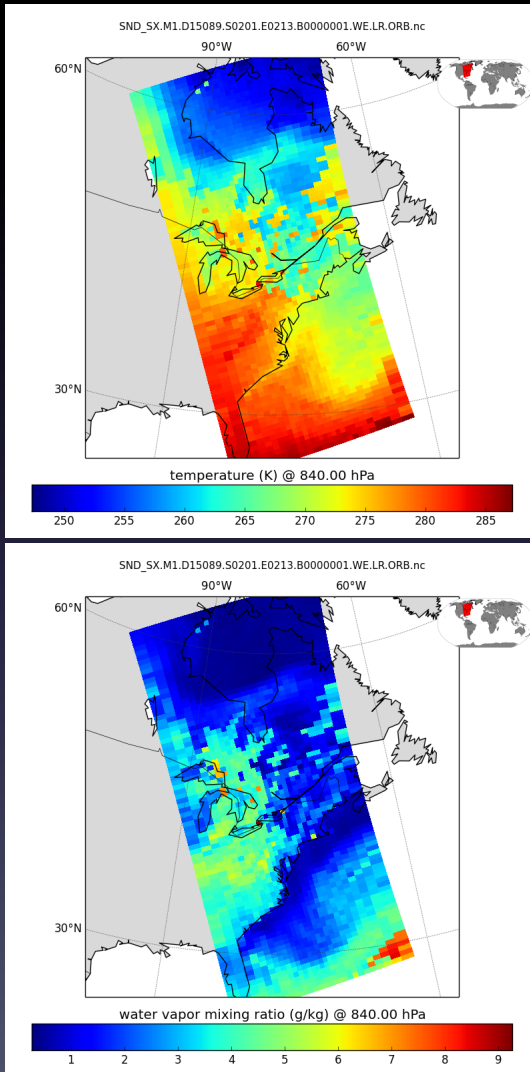 SND_SX.M1.D15089.S0201.E0213.B0000001.WE.LR.ORB.nc
90°W 60°W
60°N
30°N
temperature (K) @ 840.00 hPa
250 255 260 265 270 275 280 285
SND_SX.M1.D15089.S0201.E0213.B0000001.WE.LR.ORB.nc
90°W 60°W
60°N
30°N
water vapor mixing ratio (g/kg) @ 840.00 hPa
1 2 3 4 5 6 7 8 9